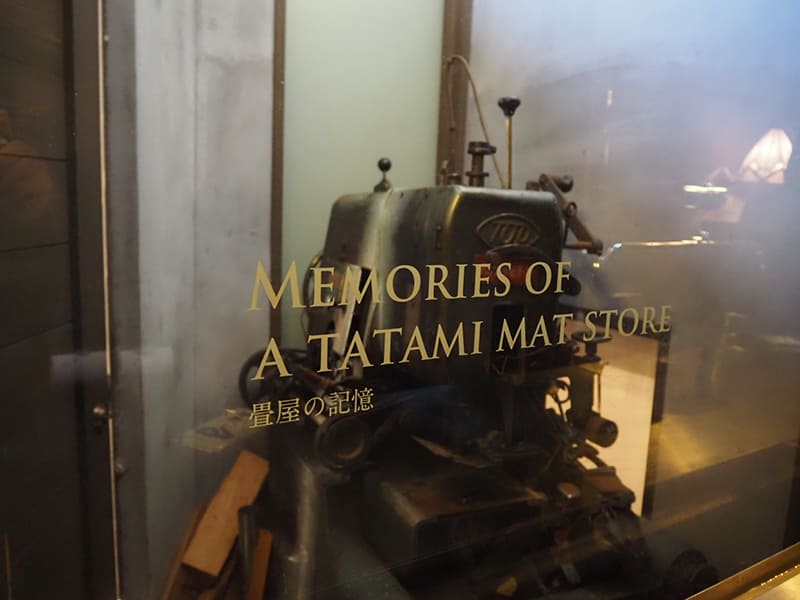 MEMORIES OF
A TATAMI MAT STORE
畳屋の記憶